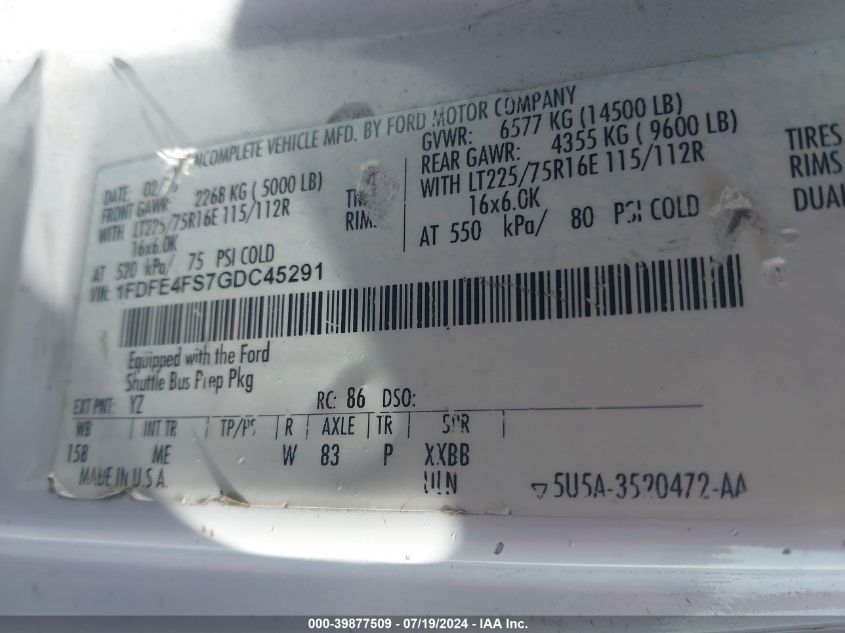 INCOMPLETE VEHICLE MFD. BY FORD MOTOR COMPANY
DATE: 02
GVWR: 6577 KG (14500 LB)
FRONT GAWR: 2268 KG ( 5000 LB)
WITH LT225/75R16E 115/112R
16x6.0K
AT 520 kPa/ 75 PSI COLD
REAR GAWR: 4355 KG ( 9600 LB)
WITH LT225/75R16E 115/112R
16x6.0K
AT 550 kPa/ 80 PSI COLD
TIRES
RIMS
DUAL
VIN: 1FDFE4FS7GDC45291
Equipped with the Ford
Shuttle Bus Prep Pkg
EXT PNT: YZ RC: 86 DSO:
WB INT TR TP/PS R AXLE TR SPR
158 ME W 83 P XXBB
MADE IN U.S.A. UIN 5U5A-3520472-AA
000-39877509 - 07/19/2024 - IAA Inc.